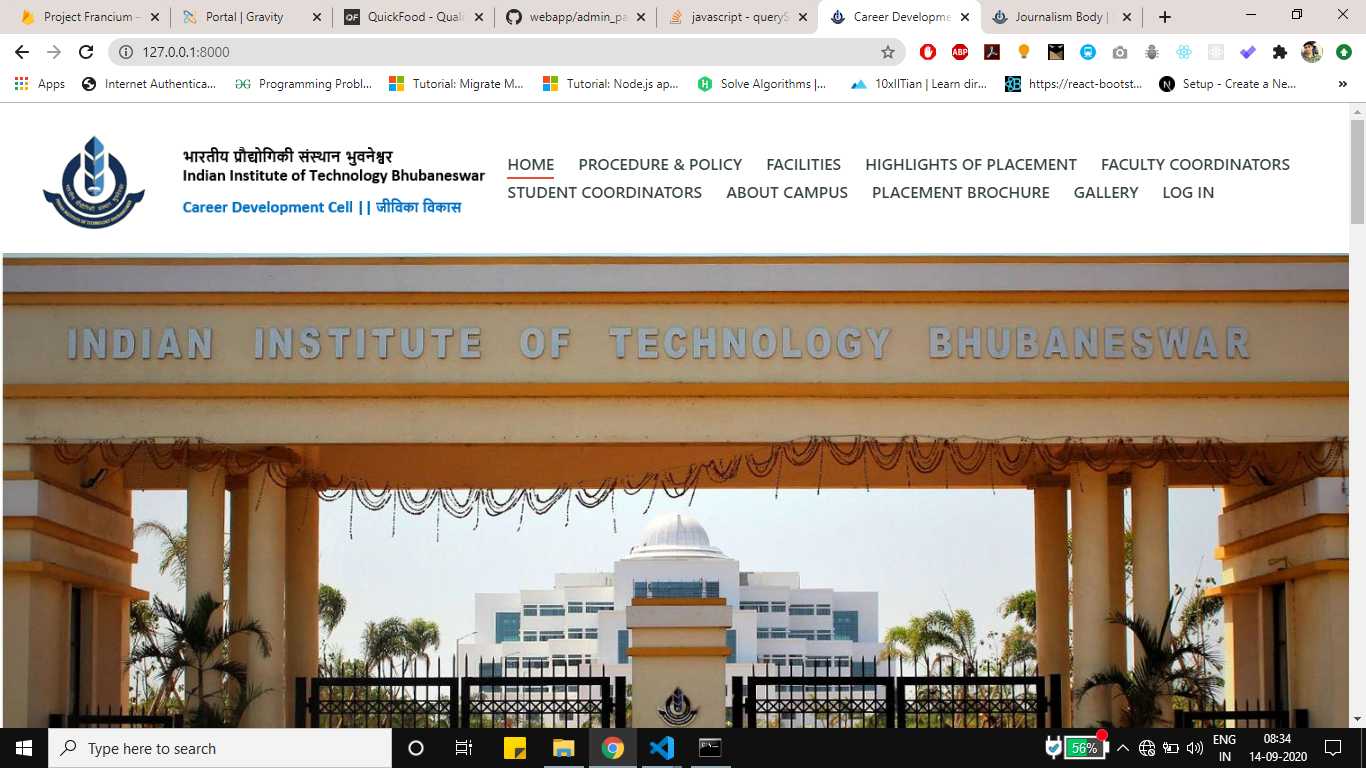 Project Francium –
Portal | Gravity
QuickFood - Quali
webapp/admin_pa
javascript - queryS
Career Developme
Journalism Body |
127.0.0.1:8000
Apps
Internet Authentica...
Programming Probl...
Tutorial: Migrate M...
Tutorial: Node.js ap...
Solve Algorithms |...
10xIITian | Learn dir...
https://react-bootst...
Setup - Create a Ne...
भारतीय प्रौद्योगिकी संस्थान भुवनेश्वर
Indian Institute of Technology Bhubaneswar
Career Development Cell || जीविका विकास
HOME PROCEDURE & POLICY FACILITIES HIGHLIGHTS OF PLACEMENT FACULTY COORDINATORS
STUDENT COORDINATORS ABOUT CAMPUS PLACEMENT BROCHURE GALLERY LOG IN
INDIAN INSTITUTE OF TECHNOLOGY BHUBANESWAR
Type here to search
56%
ENG
IN
08:34
14-09-2020